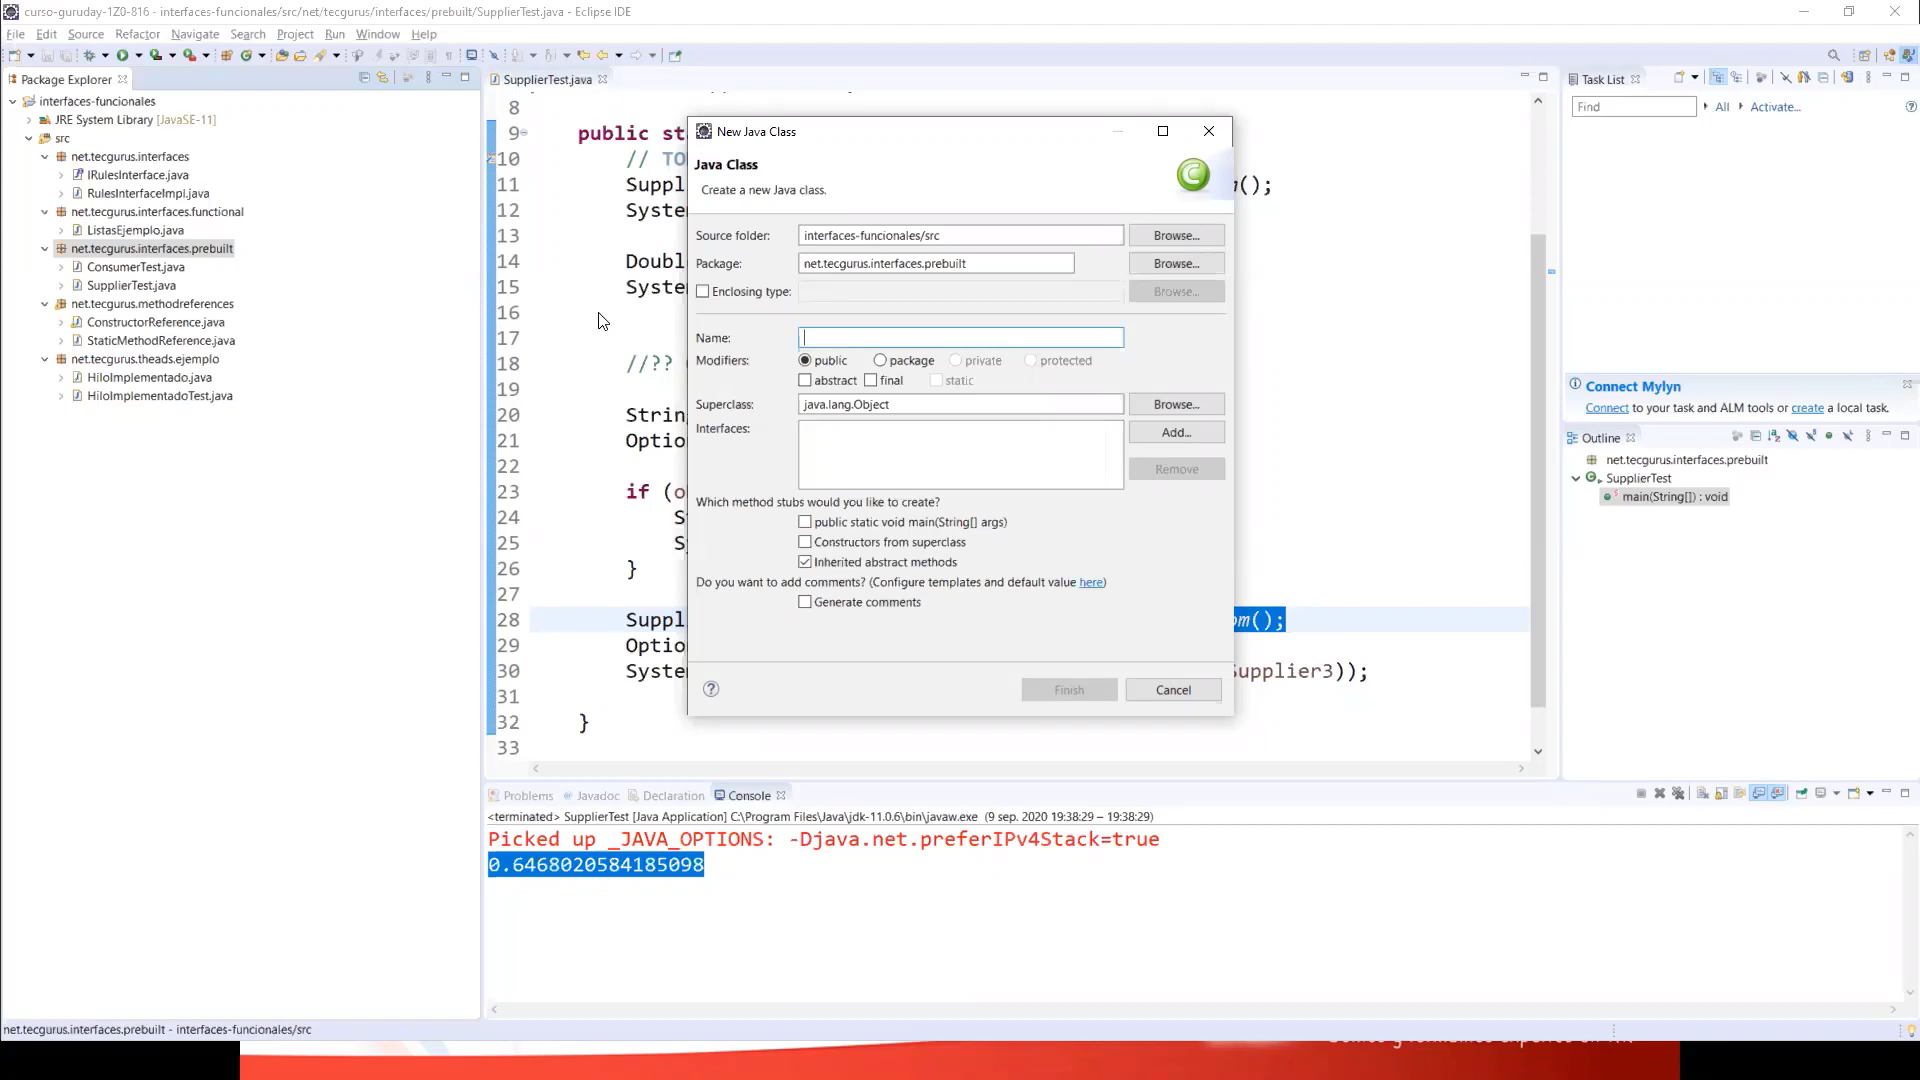 curso-guruday-1Z0-816 - interfaces-funcionales/src/net/tecgurus/interfaces/prebuilt/SupplierTest.java - Eclipse IDE
File Edit Source Refactor Navigate Search Project Run Window Help
Package Explorer
interfaces-funcionales
JRE System Library [JavaSE-11]
src
net.tecgurus.interfaces
IRulesInterface.java
RulesInterfaceImpl.java
net.tecgurus.interfaces.functional
ListasEjemplo.java
net.tecgurus.interfaces.prebuilt
ConsumerTest.java
SupplierTest.java
net.tecgurus.methodreferences
ConstructorReference.java
StaticMethodReference.java
net.tecgurus.theads.ejemplo
HiloImplementado.java
HiloImplementadoTest.java
SupplierTest.java
8
9 public st
10 // TO
11 Suppl ();
12 System
13
14 Doubl
15 System
16
17
18 //??
19
20 Strin
21 Optio
22
23 if (o
24 S
25 Sy
26 }
27
28 Suppl om();
29 Optio
30 System Supplier3));
31
32 }
33
New Java Class
Java Class
Create a new Java class.
Source folder: interfaces-funcionales/src Browse...
Package: net.tecgurus.interfaces.prebuilt Browse...
Enclosing type: Browse...
Name:
Modifiers: public package private protected
abstract final static
Superclass: java.lang.Object Browse...
Interfaces: Add...
Remove
Which method stubs would you like to create?
public static void main(String[] args)
Constructors from superclass
Inherited abstract methods
Do you want to add comments? (Configure templates and default value here)
Generate comments
Finish Cancel
Task List
Find All Activate...
Connect Mylyn
Connect to your task and ALM tools or create a local task.
Outline
net.tecgurus.interfaces.prebuilt
SupplierTest
main(String[]) : void
Problems Javadoc Declaration Console
<terminated> SupplierTest [Java Application] C:\Program Files\Java\jdk-11.0.6\bin\javaw.exe (9 sep. 2020 19:38:29 – 19:38:29)
Picked up _JAVA_OPTIONS: -Djava.net.preferIPv4Stack=true
0.6468020584185098
net.tecgurus.interfaces.prebuilt - interfaces-funcionales/src